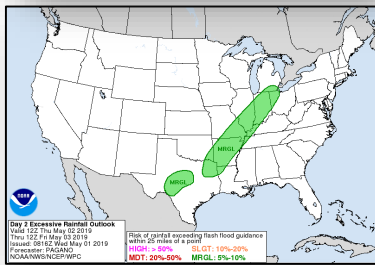 MRGL
MRGL
NOAA
Day 2 Excessive Rainfall Outlook
Valid 12Z Thu May 02 2019
Thru 12Z Fri May 03 2019
Issued: 0816Z Wed May 01 2019
Forecaster: PAGANO
NOAA/NWS/NCEP/WPC
Risk of rainfall exceeding flash flood guidance
within 25 miles of a point
HIGH: > 50% SLGT: 10%-20%
MDT: 20%-50% MRGL: 5%-10%